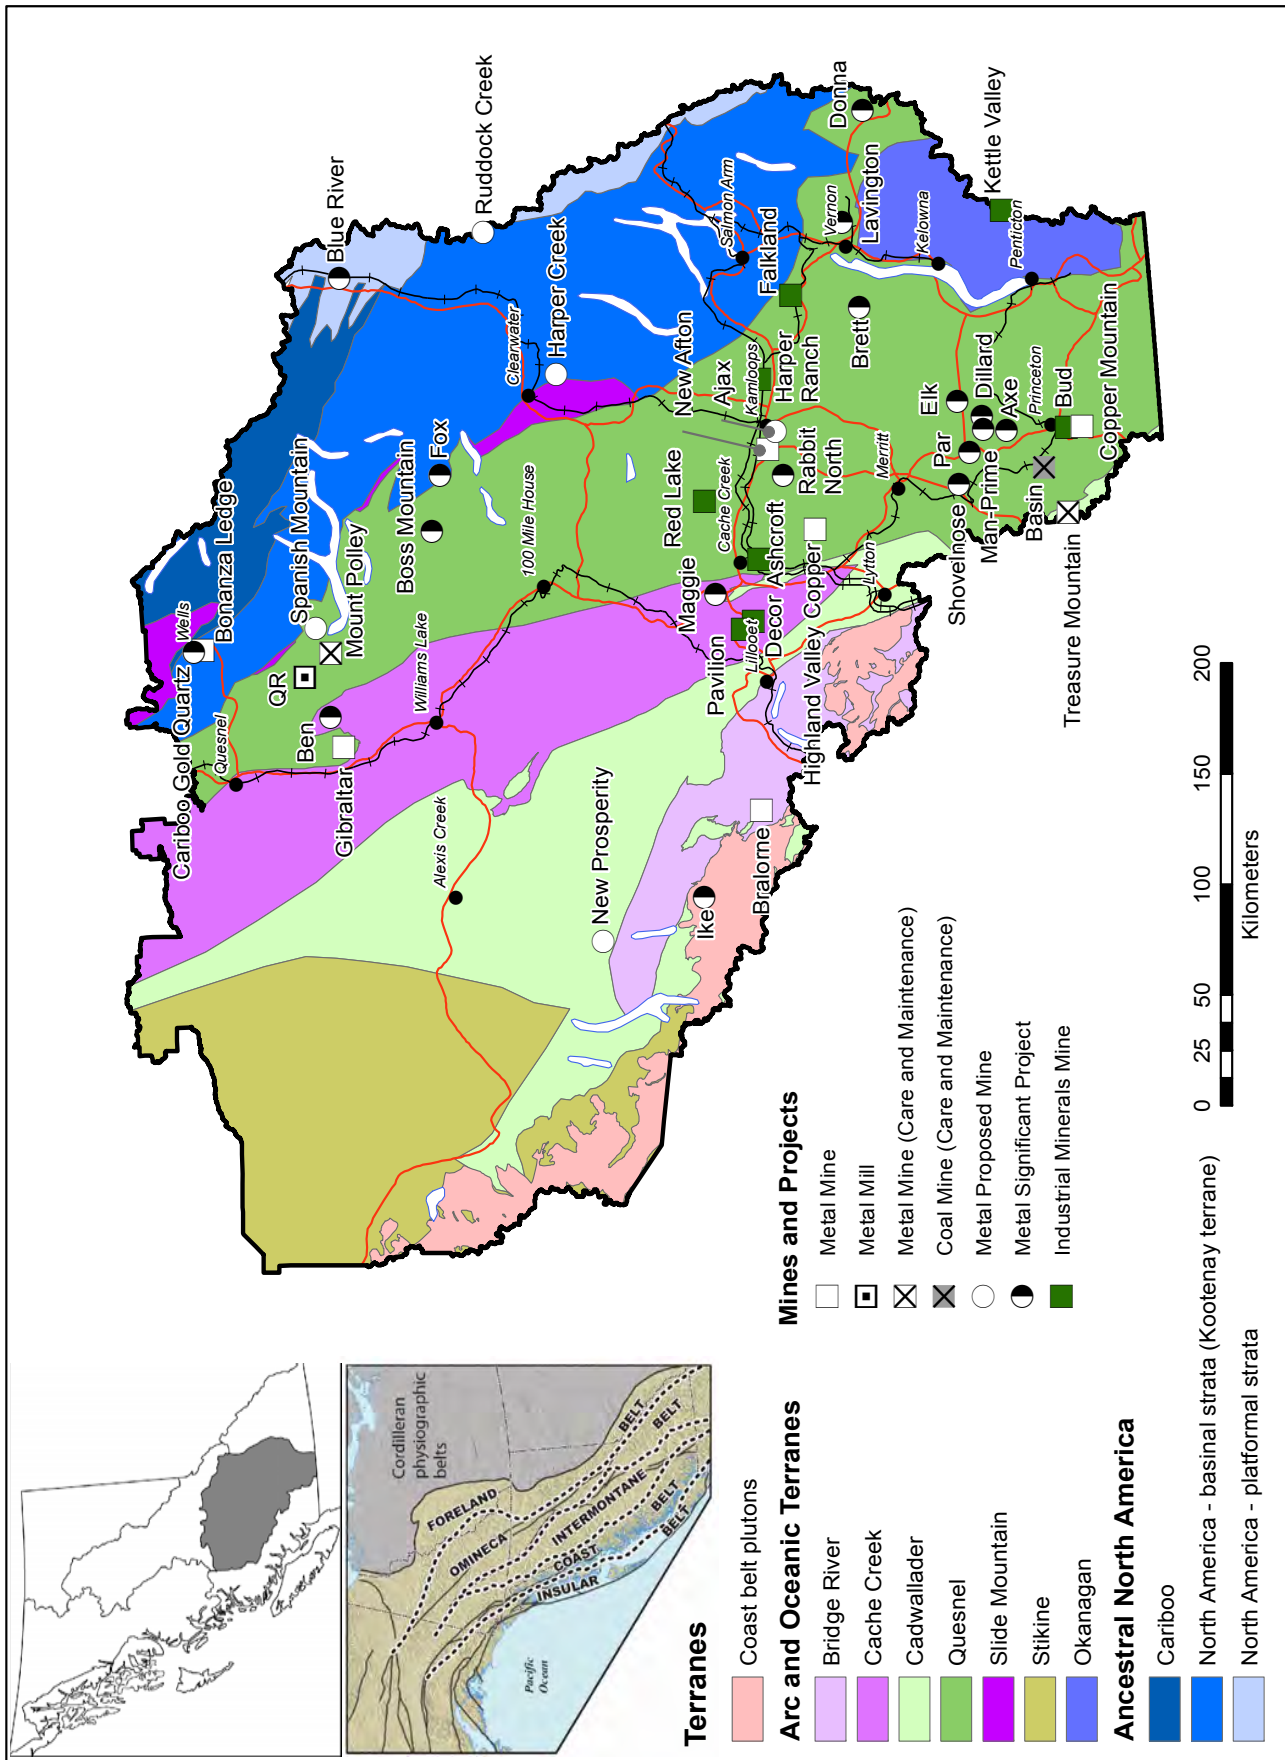 Blue River
Ruddock Creek
Harper Creek
Clearwater
Cariboo Gold Quartz
Wells
Bonanza Ledge
Spanish Mountain
Mount Polley
QR
Quesnel
Ben
Gibraltar
Boss Mountain
Fox
Williams Lake
100 Mile House
Alexis Creek
New Prosperity
Ike
Bralorne
Donna
Kettle Valley
Salmon Arm
Falkland
Vernon
Lavington
Kelowna
Penticton
New Afton
Ajax
Kamloops
Harper
Ranch
Brett
Red Lake
Cache Creek
Ashcroft
Rabbit
North
Maggie
Pavilion
Lillooet
Decor
Highland Valley Copper
Merritt
Lytton
Elk
Dillard
Axe
Par
Man-Prime
Shovelnose
Princeton
Bud
Copper Mountain
Basin
Treasure Mountain
Cordilleran
physiographic
belts
FORELAND
BELT
OMINECA
BELT
INTERMONTANE
COAST
BELT
INSULAR
BELT
Pacific
Ocean
Terranes
Coast belt plutons
Arc and Oceanic Terranes
Bridge River
Cache Creek
Cadwallader
Quesnel
Slide Mountain
Stikine
Okanagan
Ancestral North America
Cariboo
North America - basinal strata (Kootenay terrane)
North America - platformal strata
Mines and Projects
Metal Mine
Metal Mill
Metal Mine (Care and Maintenance)
Coal Mine (Care and Maintenance)
Metal Proposed Mine
Metal Significant Project
Industrial Minerals Mine
0 25 50 100 150 200
Kilometers